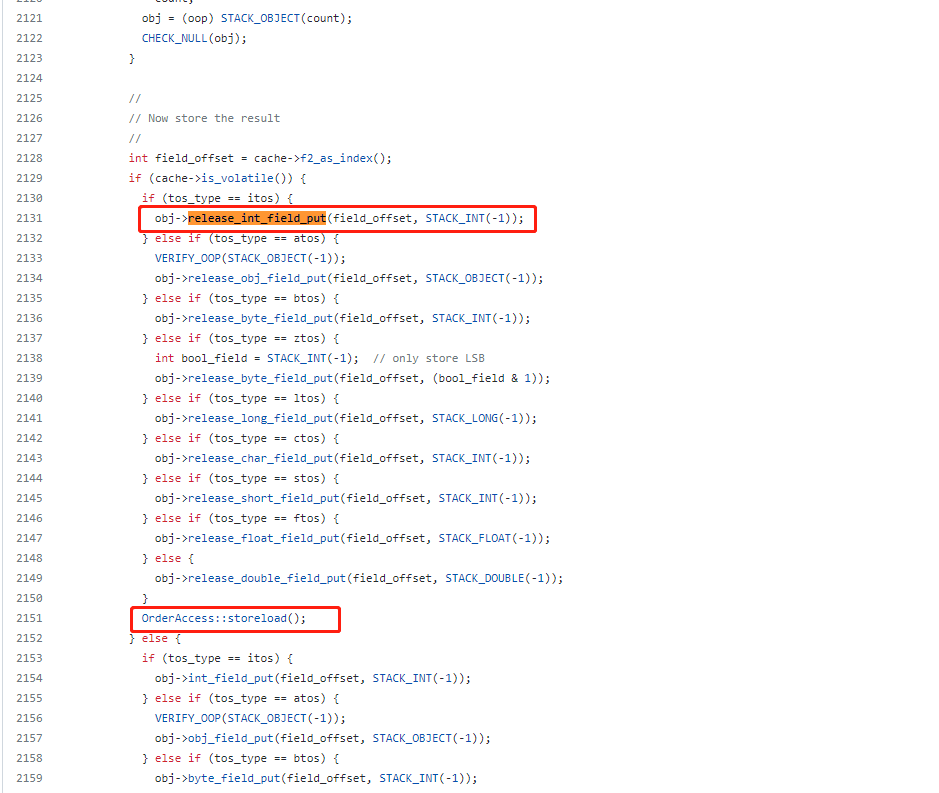 2120 count;
2121 obj = (oop) STACK_OBJECT(count);
2122 CHECK_NULL(obj);
2123 }
2124
2125 //
2126 // Now store the result
2127 //
2128 int field_offset = cache->f2_as_index();
2129 if (cache->is_volatile()) {
2130 if (tos_type == itos) {
2131 obj->release_int_field_put(field_offset, STACK_INT(-1));
2132 } else if (tos_type == atos) {
2133 VERIFY_OOP(STACK_OBJECT(-1));
2134 obj->release_obj_field_put(field_offset, STACK_OBJECT(-1));
2135 } else if (tos_type == btos) {
2136 obj->release_byte_field_put(field_offset, STACK_INT(-1));
2137 } else if (tos_type == ztos) {
2138 int bool_field = STACK_INT(-1);  // only store LSB
2139 obj->release_byte_field_put(field_offset, (bool_field & 1));
2140 } else if (tos_type == ltos) {
2141 obj->release_long_field_put(field_offset, STACK_LONG(-1));
2142 } else if (tos_type == ctos) {
2143 obj->release_char_field_put(field_offset, STACK_INT(-1));
2144 } else if (tos_type == stos) {
2145 obj->release_short_field_put(field_offset, STACK_INT(-1));
2146 } else if (tos_type == ftos) {
2147 obj->release_float_field_put(field_offset, STACK_FLOAT(-1));
2148 } else {
2149 obj->release_double_field_put(field_offset, STACK_DOUBLE(-1));
2150 }
2151 OrderAccess::storeload();
2152 } else {
2153 if (tos_type == itos) {
2154 obj->int_field_put(field_offset, STACK_INT(-1));
2155 } else if (tos_type == atos) {
2156 VERIFY_OOP(STACK_OBJECT(-1));
2157 obj->obj_field_put(field_offset, STACK_OBJECT(-1));
2158 } else if (tos_type == btos) {
2159 obj->byte_field_put(field_offset, STACK_INT(-1));